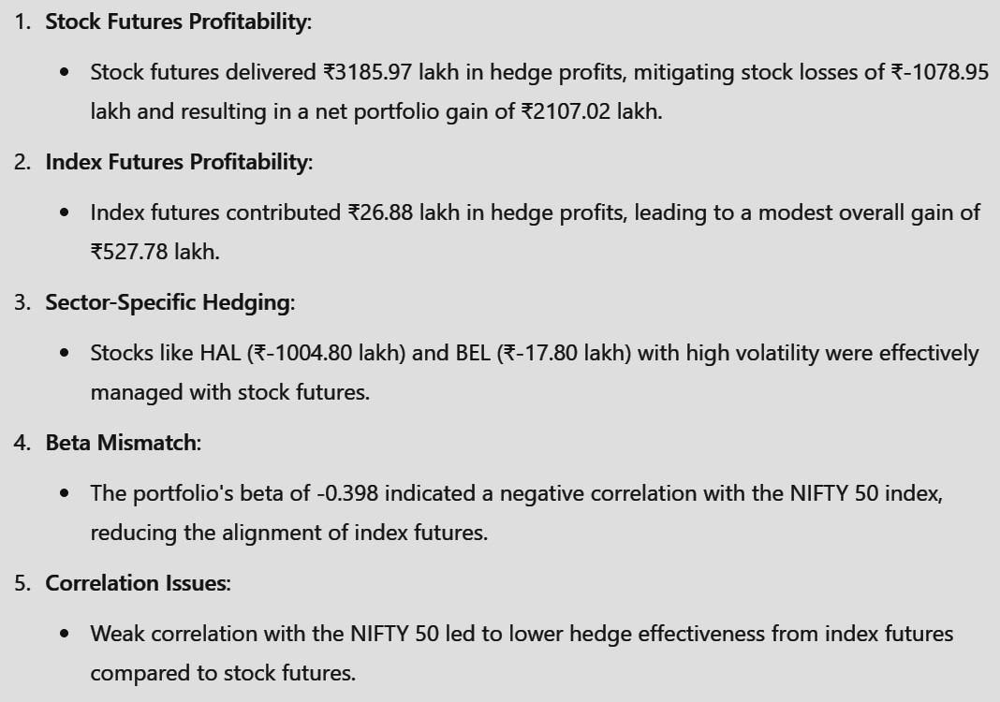 1. Stock Futures Profitability:
• Stock futures delivered ₹3185.97 lakh in hedge profits, mitigating stock losses of ₹-1078.95
lakh and resulting in a net portfolio gain of ₹2107.02 lakh.
2. Index Futures Profitability:
• Index futures contributed ₹26.88 lakh in hedge profits, leading to a modest overall gain of
₹527.78 lakh.
3. Sector-Specific Hedging:
• Stocks like HAL (₹-1004.80 lakh) and BEL (₹-17.80 lakh) with high volatility were effectively
managed with stock futures.
4. Beta Mismatch:
• The portfolio's beta of -0.398 indicated a negative correlation with the NIFTY 50 index,
reducing the alignment of index futures.
5. Correlation Issues:
• Weak correlation with the NIFTY 50 led to lower hedge effectiveness from index futures
compared to stock futures.